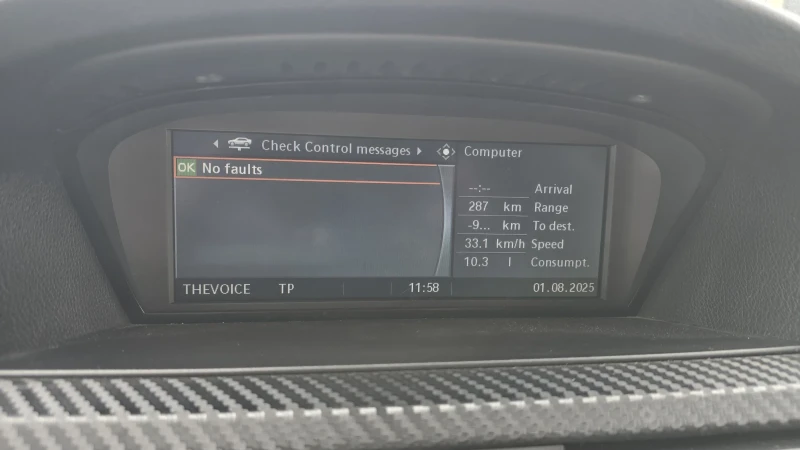 Check Control messages
OK No faults
Computer
--:-- Arrival
287 km Range
-9... km To dest.
33.1 km/h Speed
10.3 l Consumpt.
THEVOICE TP 11:58 01.08.2025